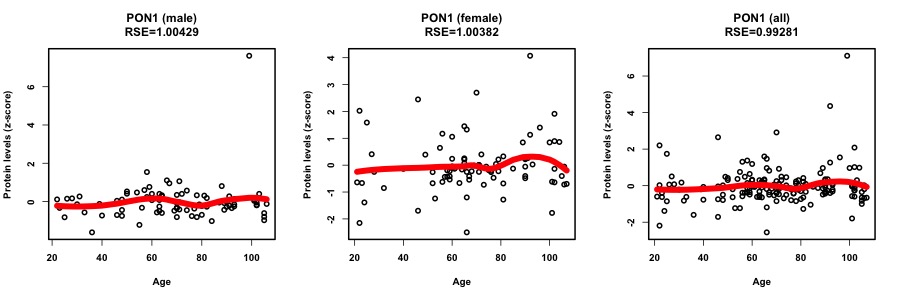 PON1 (male)
RSE=1.00429
Protein levels (z-score)
6
4
2
0
20 40 60 80 100
Age
PON1 (female)
RSE=1.00382
Protein levels (z-score)
4
3
2
1
0
-1
-2
20 40 60 80 100
Age
PON1 (all)
RSE=0.99281
Protein levels (z-score)
6
4
2
0
-2
20 40 60 80 100
Age